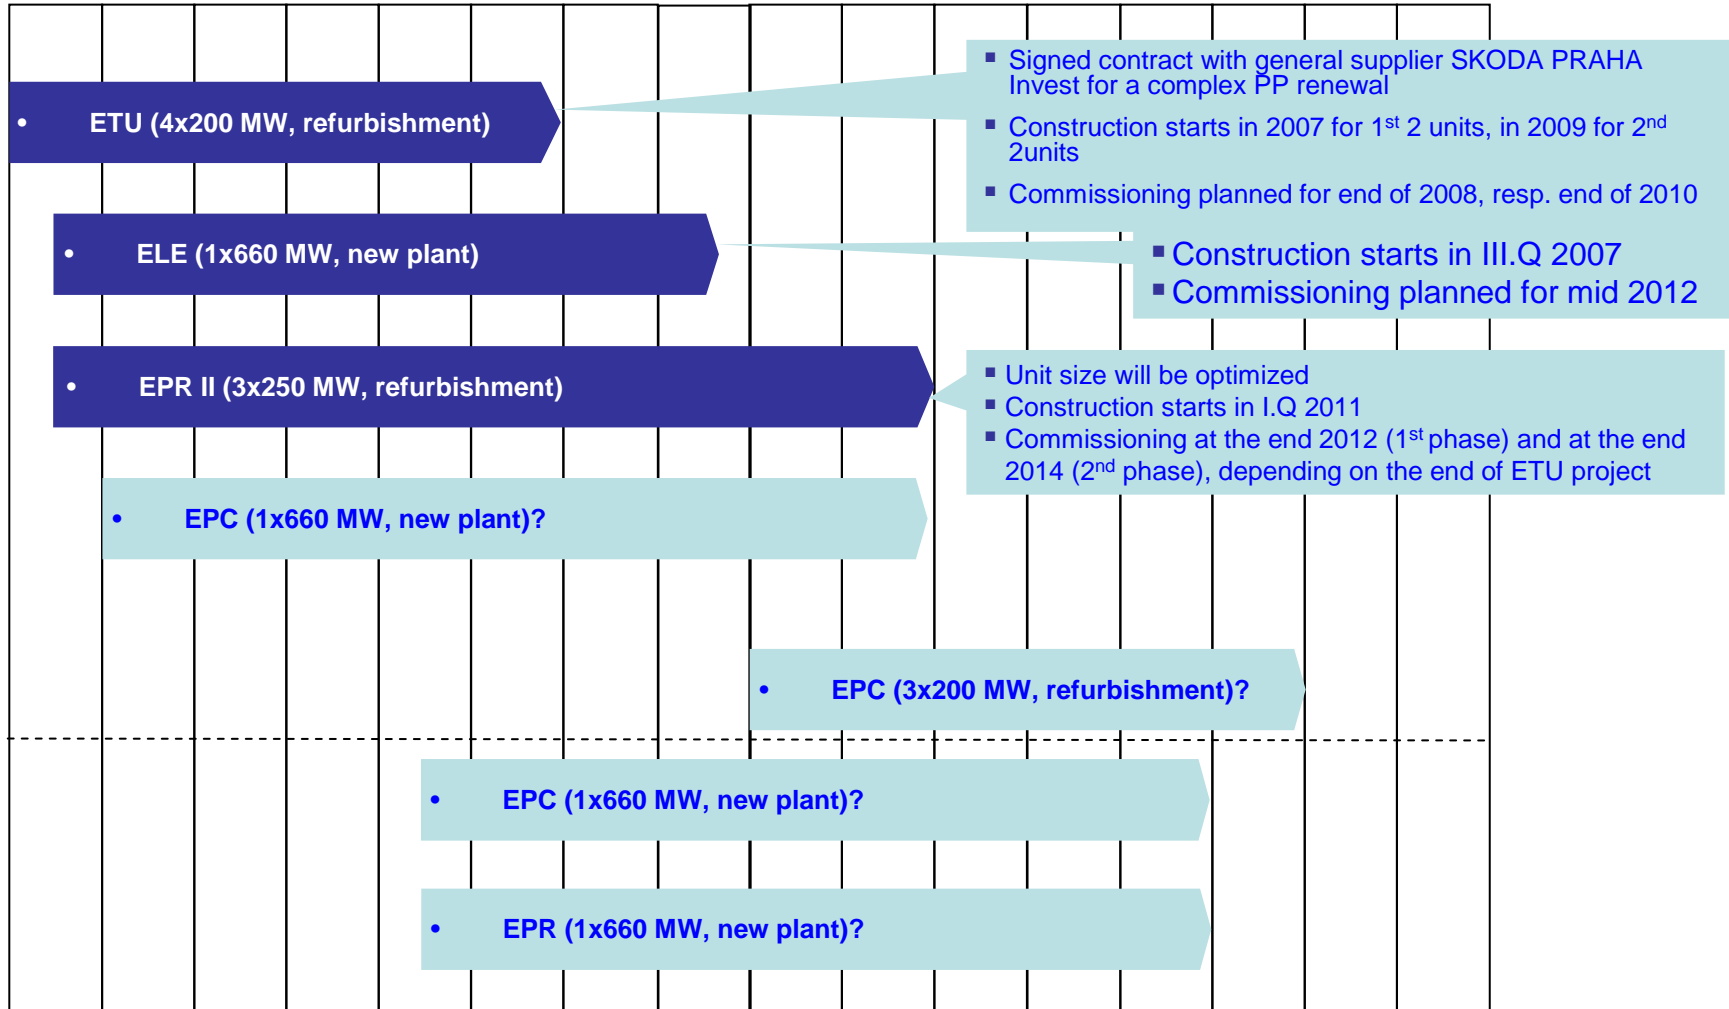 ▪ Signed contract with general supplier SKODA PRAHA
Invest for a complex PP renewal
▪ Construction starts in 2007 for 1st 2 units, in 2009 for 2nd
2units
▪ Commissioning planned for end of 2008, resp. end of 2010
• ETU (4x200 MW, refurbishment)
• ELE (1x660 MW, new plant)
▪ Construction starts in III.Q 2007
▪ Commissioning planned for mid 2012
• EPR II (3x250 MW, refurbishment)
▪ Unit size will be optimized
▪ Construction starts in I.Q 2011
▪ Commissioning at the end 2012 (1st phase) and at the end
2014 (2nd phase), depending on the end of ETU project
• EPC (1x660 MW, new plant)?
• EPC (3x200 MW, refurbishment)?
• EPC (1x660 MW, new plant)?
• EPR (1x660 MW, new plant)?